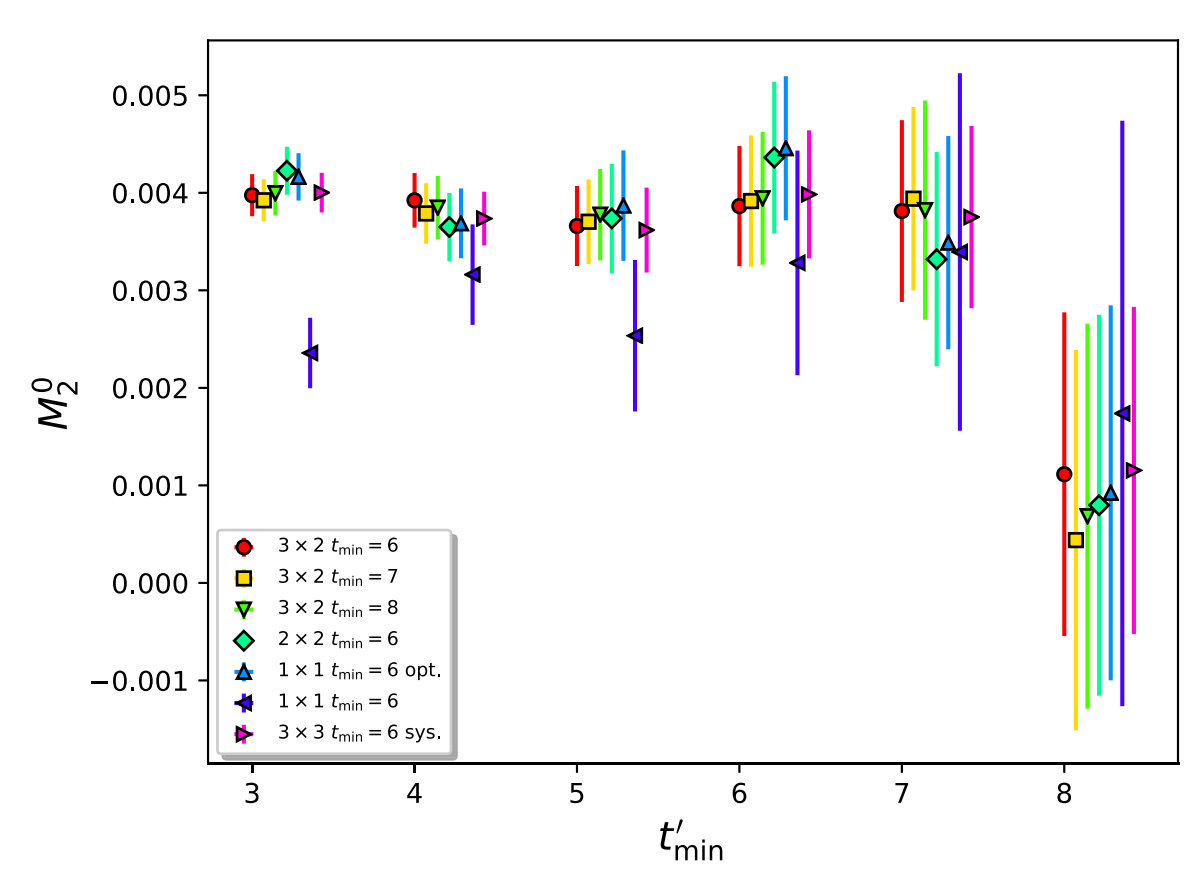 0.005
0.004
0.003
0.002
0.001
0.000
−0.001
M₂⁰
3 × 2 t_min = 6
3 × 2 t_min = 7
3 × 2 t_min = 8
2 × 2 t_min = 6
1 × 1 t_min = 6 opt.
1 × 1 t_min = 6
3 × 3 t_min = 6 sys.
3 4 5 6 7 8
t′_min